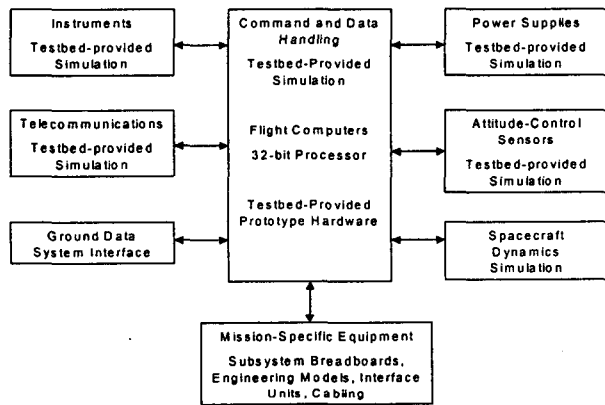 Instruments
Testbed-provided
Simulation
Telecommunications
Testbed-provided
Simulation
Ground Data
System Interface
Command and Data
Handling
Testbed-Provided
Simulation
Flight Computers
32-bit Processor
Testbed-Provided
Prototype Hardware
Power Supplies
Testbed-provided
Simulation
Attitude-Control
Sensors
Testbed-provided
Simulation
Spacecraft
Dynamics
Simulation
Mission-Specific Equipment
Subsystem Breadboards,
Engineering Models, Interface
Units, Cabling